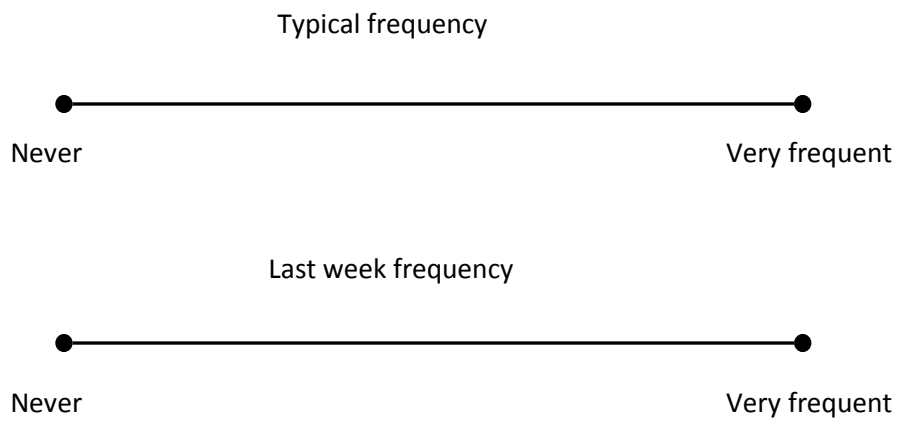 Typical frequency
Never Very frequent
Last week frequency
Never Very frequent